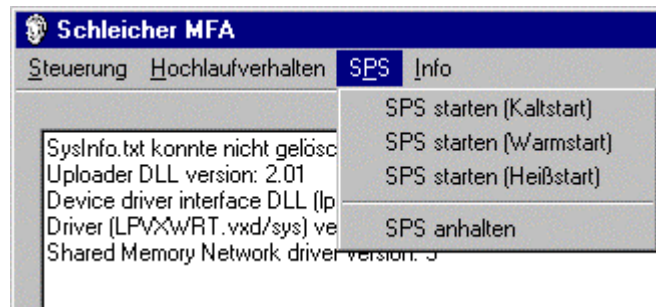 Schleicher MFA
Steuerung Hochlaufverhalten SPS Info
SPS starten (Kaltstart)
SPS starten (Warmstart)
SPS starten (Heißstart)
SPS anhalten
SysInfo.txt konnte nicht gelösc
Uploader DLL version: 2.01
Device driver interface DLL (lp
Driver (LPVXWRT.vxd/sys) ve
Shared Memory Network driver version: